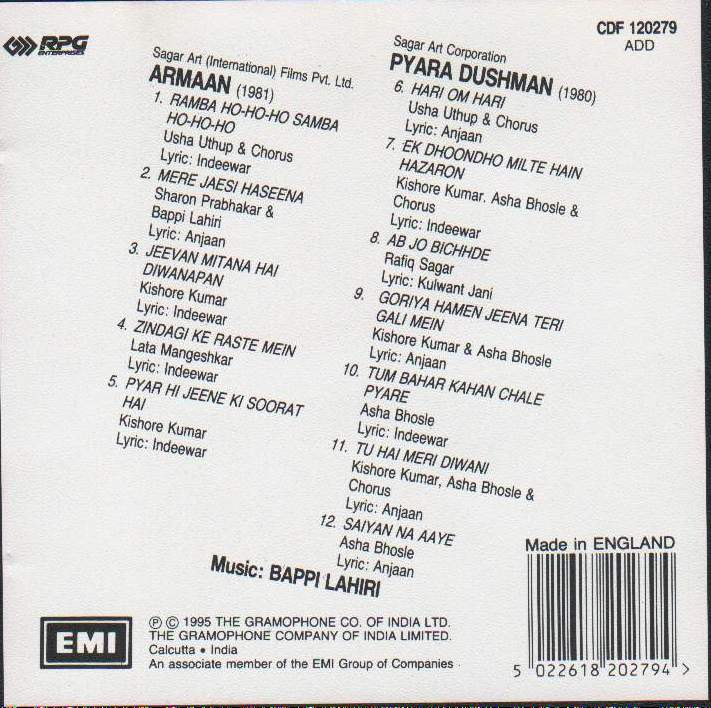 RPG
ENTERPRISES
CDF 120279
ADD
Sagar Art (International) Films Pvt. Ltd.
ARMAAN (1981)
1. RAMBA HO-HO-HO SAMBA
HO-HO-HO
Usha Uthup & Chorus
Lyric: Indeewar
2. MERE JAESI HASEENA
Sharon Prabhakar &
Bappi Lahiri
Lyric: Anjaan
3. JEEVAN MITANA HAI
DIWANAPAN
Kishore Kumar
Lyric: Indeewar
4. ZINDAGI KE RASTE MEIN
Lata Mangeshkar
Lyric: Indeewar
5. PYAR HI JEENE KI SOORAT
HAI
Kishore Kumar
Lyric: Indeewar
Sagar Art Corporation
PYARA DUSHMAN (1980)
6. HARI OM HARI
Usha Uthup & Chorus
Lyric: Anjaan
7. EK DHOONDHO MILTE HAIN
HAZARON
Kishore Kumar. Asha Bhosle &
Chorus
Lyric: Indeewar
8. AB JO BICHHDE
Rafiq Sagar
Lyric: Kulwant Jani
9. GORIYA HAMEN JEENA TERI
GALI MEIN
Kishore Kumar & Asha Bhosle
Lyric: Anjaan
10. TUM BAHAR KAHAN CHALE
PYARE
Asha Bhosle
Lyric: Indeewar
11. TU HAI MERI DIWANI
Kishore Kumar, Asha Bhosle &
Chorus
Lyric: Anjaan
12. SAIYAN NA AAYE
Asha Bhosle
Lyric: Anjaan
Music: BAPPI LAHIRI
Made in ENGLAND
5 022618 202794 >
EMI
Ⓟ © 1995 THE GRAMOPHONE CO. OF INDIA LTD.
THE GRAMOPHONE COMPANY OF INDIA LIMITED.
Calcutta • India
An associate member of the EMI Group of Companies